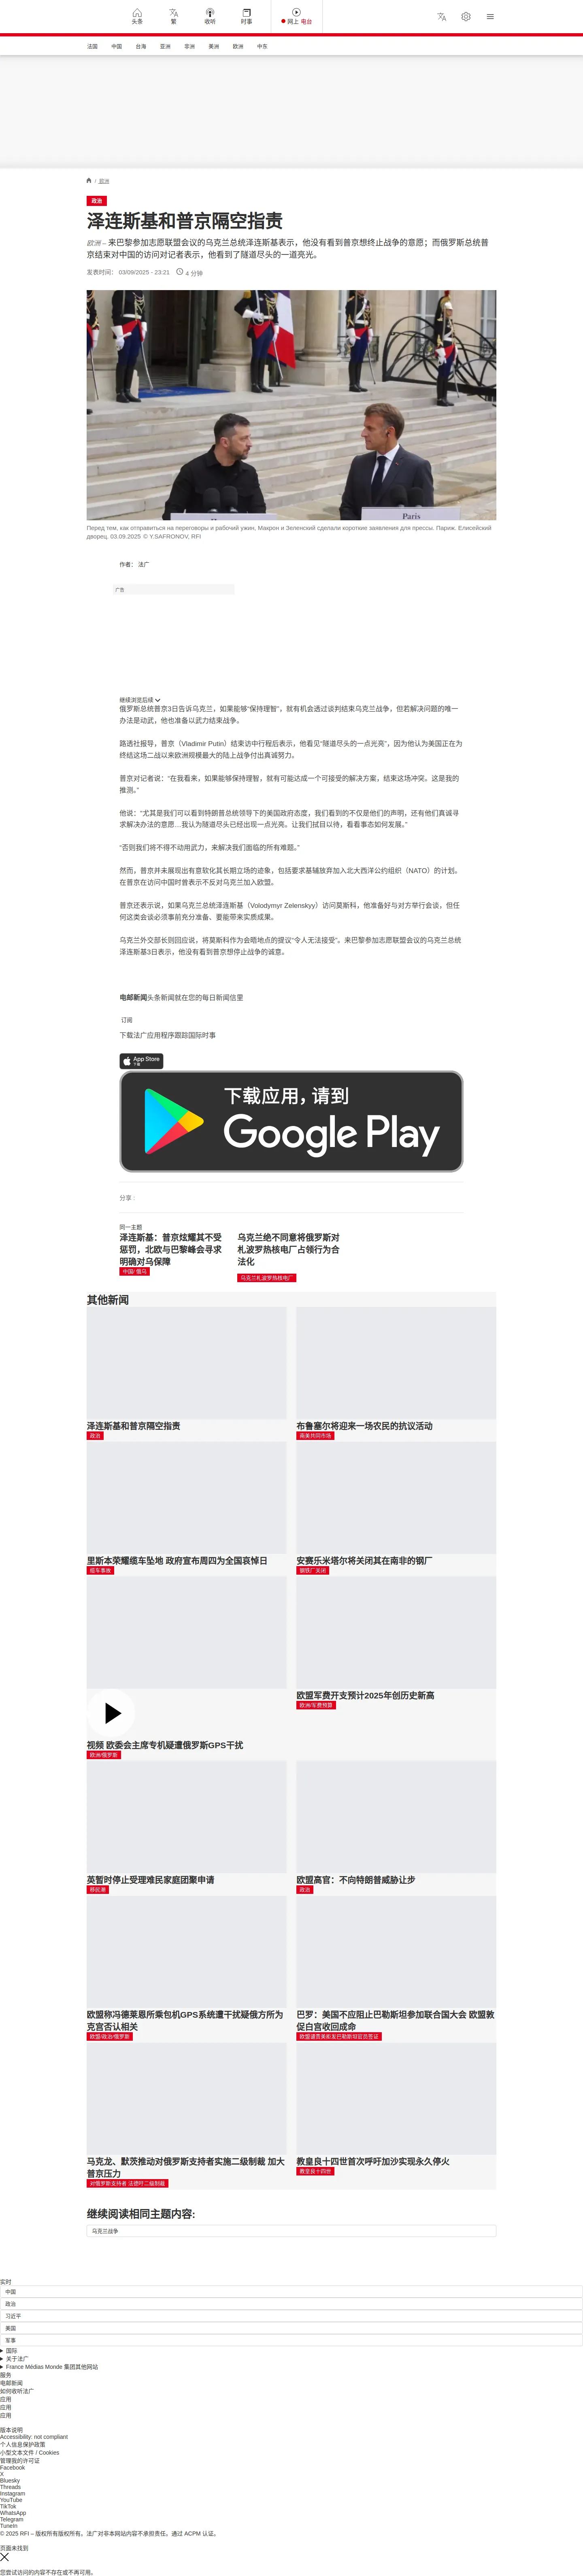 头条
繁
收听
时事
网上 电台
法国
中国
台海
亚洲
非洲
美洲
欧洲
中东
/ 欧洲
政治
泽连斯基和普京隔空指责
欧洲 – 来巴黎参加志愿联盟会议的乌克兰总统泽连斯基表示，他没有看到普京想终止战争的意愿；而俄罗斯总统普
京结束对中国的访问对记者表示，他看到了隧道尽头的一道亮光。
发表时间： 03/09/2025 - 23:21
4 分钟
Paris
Перед тем, как отправиться на переговоры и рабочий ужин, Макрон и Зеленский сделали короткие заявления для прессы. Париж. Елисейский
дворец. 03.09.2025 © Y.SAFRONOV, RFI
作者： 法广
广告
继续浏览后续
俄罗斯总统普京3日告诉乌克兰，如果能够“保持理智”，就有机会透过谈判结束乌克兰战争，但若解决问题的唯一
办法是动武，他也准备以武力结束战争。
路透社报导，普京（Vladimir Putin）结束访中行程后表示，他看见“隧道尽头的一点光亮”，因为他认为美国正在为
终结这场二战以来欧洲规模最大的陆上战争付出真诚努力。
普京对记者说：“在我看来，如果能够保持理智，就有可能达成一个可接受的解决方案，结束这场冲突。这是我的
推测。”
他说：“尤其是我们可以看到特朗普总统领导下的美国政府态度，我们看到的不仅是他们的声明，还有他们真诚寻
求解决办法的意愿…我认为隧道尽头已经出现一点光亮。让我们拭目以待，看看事态如何发展。”
“否则我们将不得不动用武力，来解决我们面临的所有难题。”
然而，普京并未展现出有意软化其长期立场的迹象，包括要求基辅放弃加入北大西洋公约组织（NATO）的计划。
在普京在访问中国时曾表示不反对乌克兰加入欧盟。
普京还表示说，如果乌克兰总统泽连斯基（Volodymyr Zelenskyy）访问莫斯科，他准备好与对方举行会谈，但任
何这类会谈必须事前充分准备、要能带来实质成果。
乌克兰外交部长则回应说，将莫斯科作为会晤地点的提议“令人无法接受”。来巴黎参加志愿联盟会议的乌克兰总统
泽连斯基3日表示，他没有看到普京想停止战争的诚意。
电邮新闻头条新闻就在您的每日新闻信里
订阅
下载法广应用程序跟踪国际时事
App Store
下载
下载应用，请到
Google Play
分享 :
同一主题
泽连斯基：普京炫耀其不受
惩罚，北欧与巴黎峰会寻求
明确对乌保障
中国/ 俄乌
乌克兰绝不同意将俄罗斯对
札波罗热核电厂占领行为合
法化
乌克兰札波罗热核电厂
其他新闻
泽连斯基和普京隔空指责
政治
布鲁塞尔将迎来一场农民的抗议活动
南美共同市场
里斯本荣耀缆车坠地 政府宣布周四为全国哀悼日
缆车事故
安赛乐米塔尔将关闭其在南非的钢厂
钢铁厂关闭
视频 欧委会主席专机疑遭俄罗斯GPS干扰
欧洲/俄罗斯
欧盟军费开支预计2025年创历史新高
欧洲/军费预算
英暂时停止受理难民家庭团聚申请
移民潮
欧盟高官：不向特朗普威胁让步
政治
欧盟称冯德莱恩所乘包机GPS系统遭干扰疑俄方所为
克宫否认相关
欧盟/政治/俄罗斯
巴罗：美国不应阻止巴勒斯坦参加联合国大会 欧盟敦
促白宫收回成命
欧盟谴责美拒发巴勒斯坦官员签证
马克龙、默茨推动对俄罗斯支持者实施二级制裁 加大
普京压力
对俄罗斯支持者 法德吁二级制裁
教皇良十四世首次呼吁加沙实现永久停火
教皇良十四世
继续阅读相同主题内容:
乌克兰战争
实时
中国
政治
习近平
美国
军事
国际
关于法广
France Médias Monde 集团其他网站
服务
电邮新闻
如何收听法广
应用
应用
应用
版本说明
Accessibility: not compliant
个人信息保护政策
小型文本文件 / Cookies
管理我的许可证
Facebook
X
Bluesky
Threads
Instagram
YouTube
TikTok
WhatsApp
Telegram
TuneIn
© 2025 RFI – 版权所有版权所有。法广对非本网站内容不承担责任。通过 ACPM 认证。
页面未找到
您尝试访问的内容不存在或不再可用。